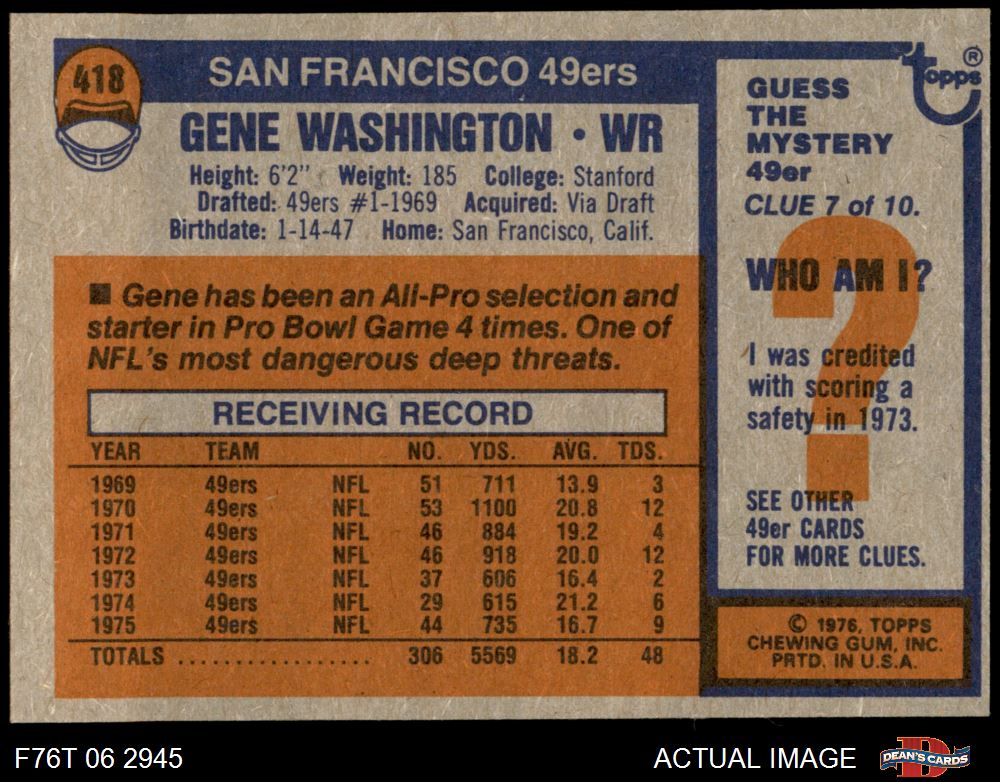 418
SAN FRANCISCO 49ers
GENE WASHINGTON • WR
Height: 6'2" Weight: 185 College: Stanford
Drafted: 49ers #1-1969 Acquired: Via Draft
Birthdate: 1-14-47 Home: San Francisco, Calif.
■ Gene has been an All-Pro selection and
starter in Pro Bowl Game 4 times. One of
NFL's most dangerous deep threats.
RECEIVING RECORD
YEAR TEAM NO. YDS. AVG. TDS.
1969 49ers NFL 51 711 13.9 3
1970 49ers NFL 53 1100 20.8 12
1971 49ers NFL 46 884 19.2 4
1972 49ers NFL 46 918 20.0 12
1973 49ers NFL 37 606 16.4 2
1974 49ers NFL 29 615 21.2 6
1975 49ers NFL 44 735 16.7 9
TOTALS .................. 306 5569 18.2 48
topps ®
GUESS
THE
MYSTERY
49er
CLUE 7 of 10.
?
WHO AM I?
I was credited
with scoring a
safety in 1973.
SEE OTHER
49er CARDS
FOR MORE CLUES.
© 1976, TOPPS
CHEWING GUM, INC.
PRTD. IN U.S.A.
F76T 06 2945
ACTUAL IMAGE
D
DEAN'S CARDS